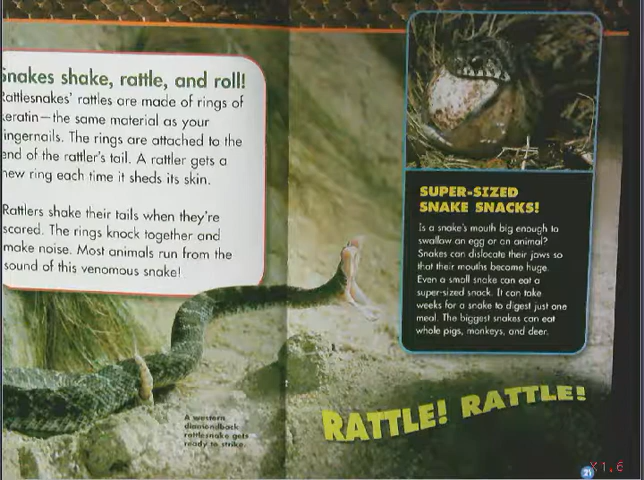 Snakes shake, rattle, and roll!
Rattlesnakes' rattles are made of rings of
keratin—the same material as your
fingernails. The rings are attached to the
end of the rattler's tail. A rattler gets a
new ring each time it sheds its skin.
Rattlers shake their tails when they're
scared. The rings knock together and
make noise. Most animals run from the
sound of this venomous snake!
SUPER-SIZED
SNAKE SNACKS!
Is a snake's mouth big enough to
swallow an egg or an animal?
Snakes can dislocate their jaws so
that their mouths become huge.
Even a small snake can eat a
super-sized snack. It can take
weeks for a snake to digest just one
meal. The biggest snakes can eat
whole pigs, monkeys, and deer.
A western
diamondback
rattlesnake gets
ready to strike.
RATTLE! RATTLE!
21
X1.6